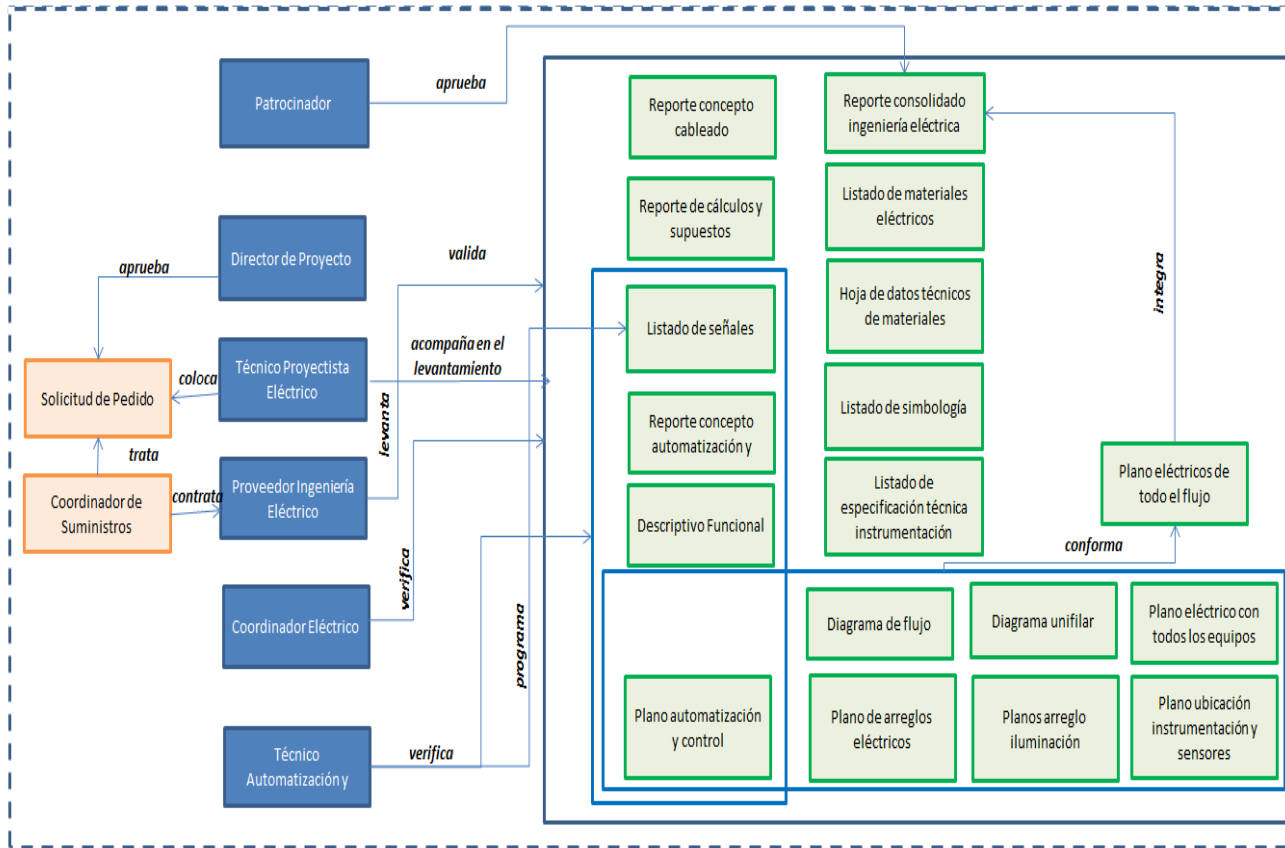 aprueba
Patrocinador
Reporte concepto
cableado
Reporte consolidado
ingeniería eléctrica
Reporte de cálculos y
supuestos
Listado de materiales
eléctricos
Director de Proyecto
valida
aprueba
Hoja de datos técnicos
de materiales
integra
Listado de señales
acompaña en el
levantamiento
Técnico Proyectista
Eléctrico
coloca
Solicitud de Pedido
levanta
Listado de simbología
Reporte concepto
automatización y
trata
Coordinador de
Suministros
contrata
Proveedor Ingeniería
Eléctrico
Plano eléctricos de
todo el flujo
Listado de
especificación técnica
instrumentación
Descriptivo Funcional
conforma
verifica
Coordinador Eléctrico
programa
Diagrama de flujo
Diagrama unifilar
Plano eléctrico con
todos los equipos
Técnico
Automatización y
verifica
Plano automatización
y control
Plano de arreglos
eléctricos
Planos arreglo
iluminación
Plano ubicación
instrumentación y
sensores